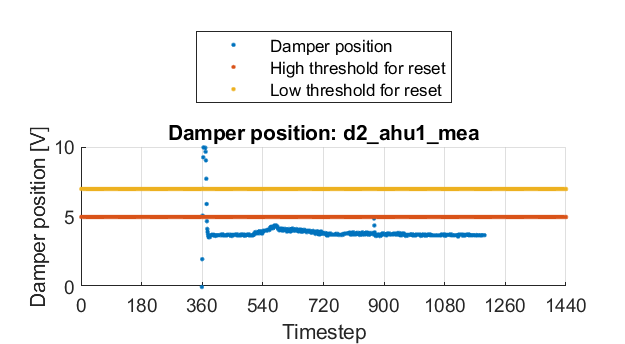 Damper position
High threshold for reset
Low threshold for reset
Damper position: d2_ahu1_mea
Damper position [V]
10
5
0
0 180 360 540 720 900 1080 1260 1440
Timestep